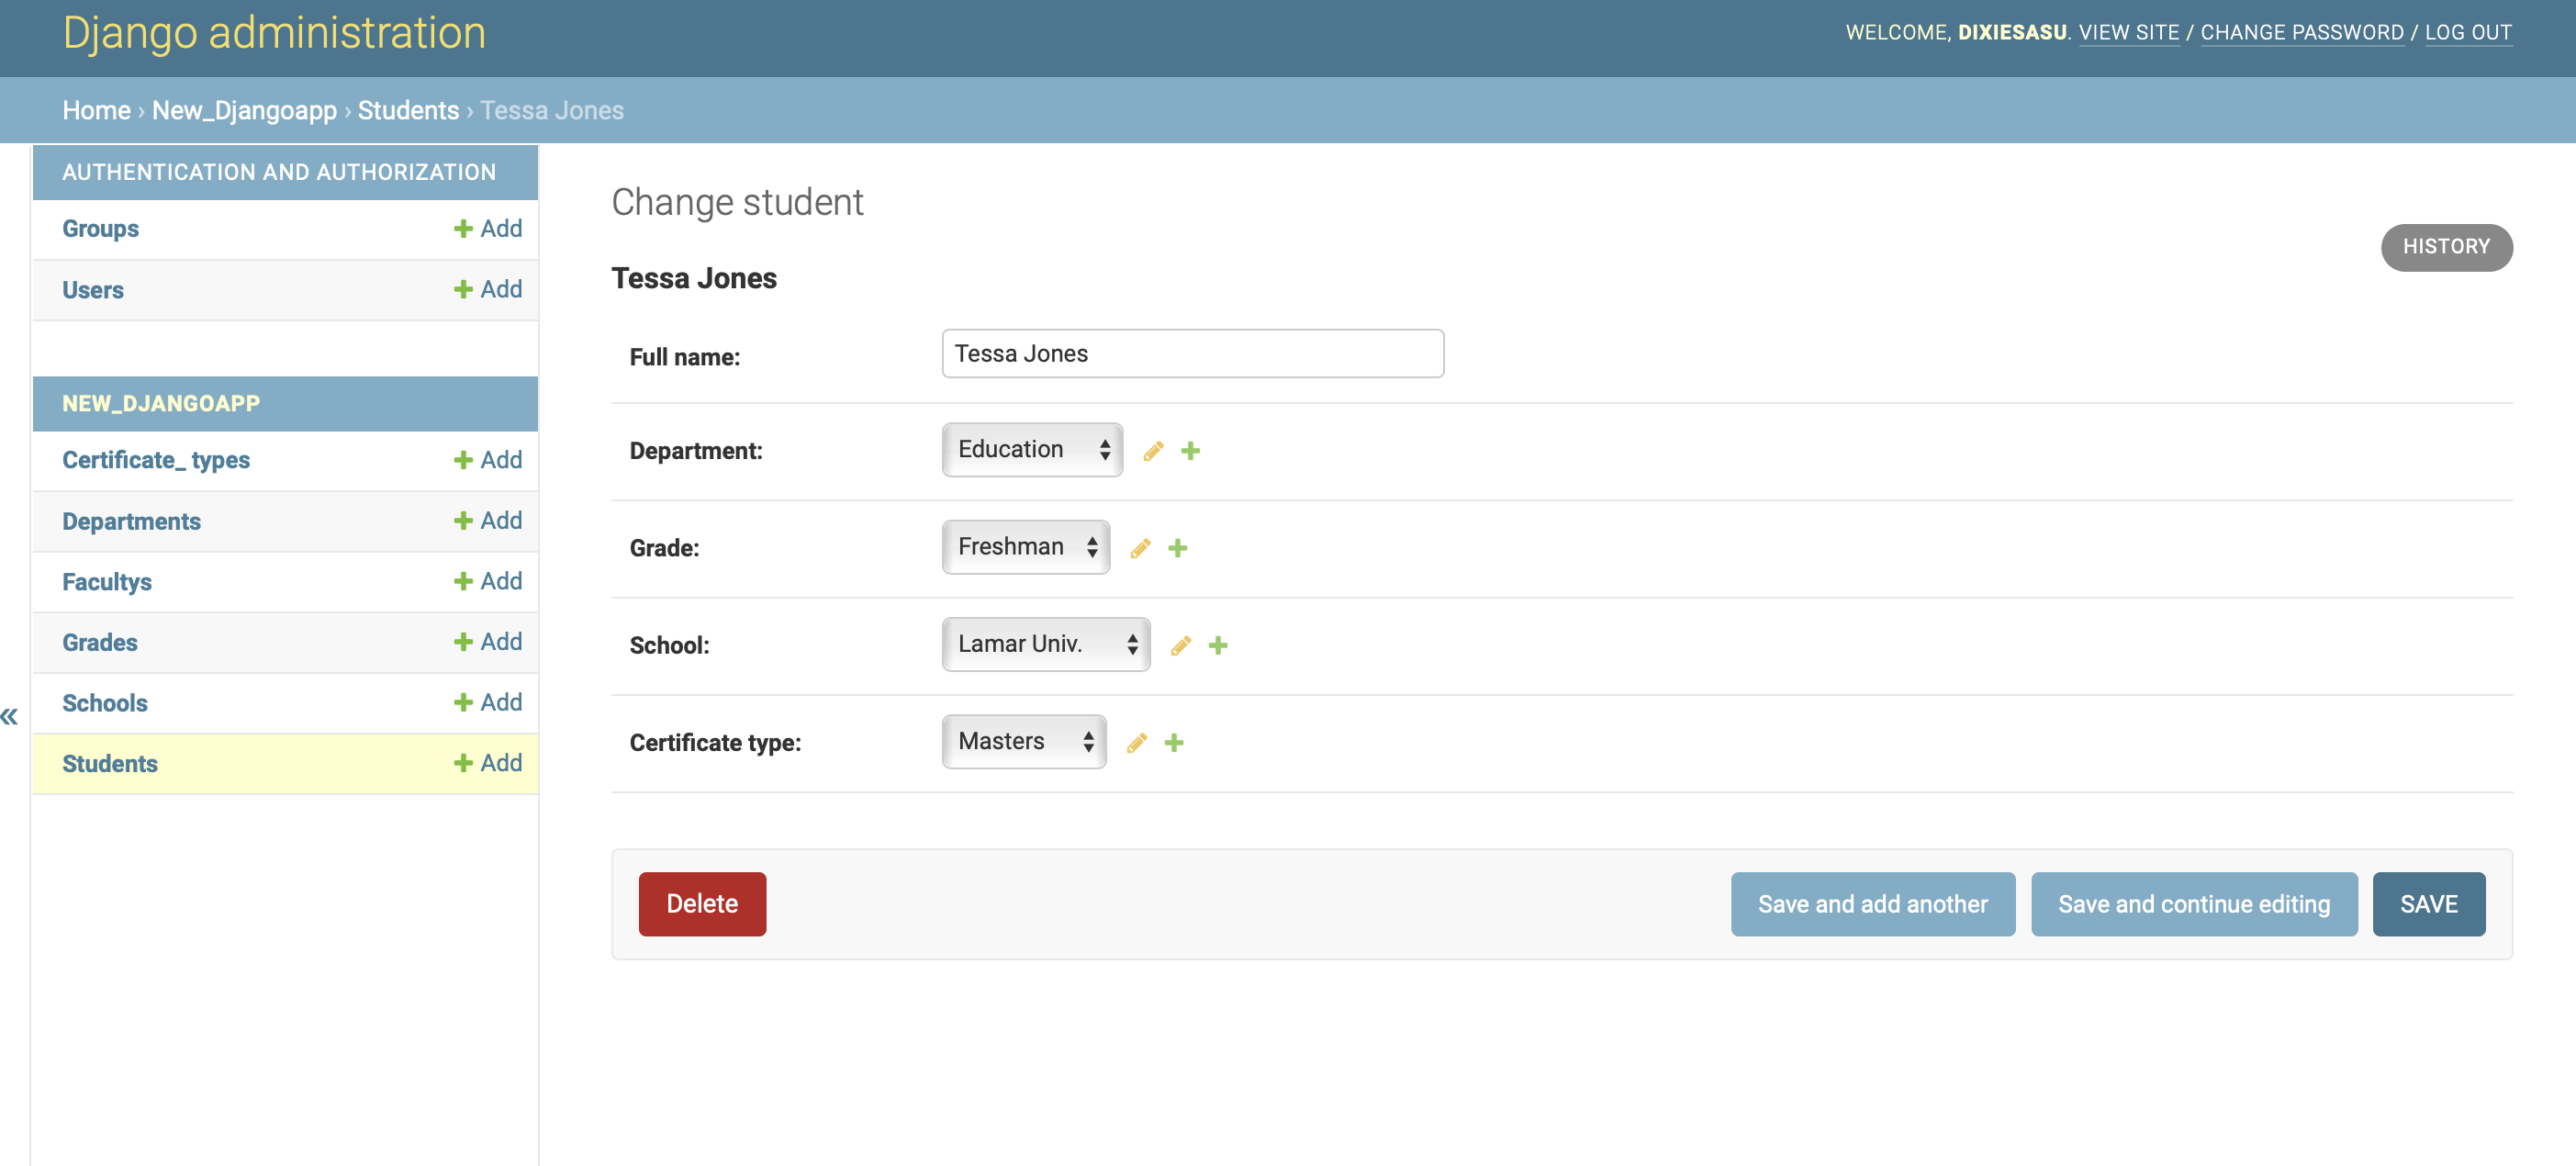 Django administration
WELCOME, DIXIESASU. VIEW SITE / CHANGE PASSWORD / LOG OUT
Home › New_Djangoapp › Students › Tessa Jones
AUTHENTICATION AND AUTHORIZATION
Groups + Add
Users + Add
NEW_DJANGOAPP
Certificate_ types + Add
Departments + Add
Facultys + Add
Grades + Add
Schools + Add
Students + Add
«
Change student
HISTORY
Tessa Jones
Full name: Tessa Jones
Department: Education
Grade: Freshman
School: Lamar Univ.
Certificate type: Masters
Delete Save and add another Save and continue editing SAVE